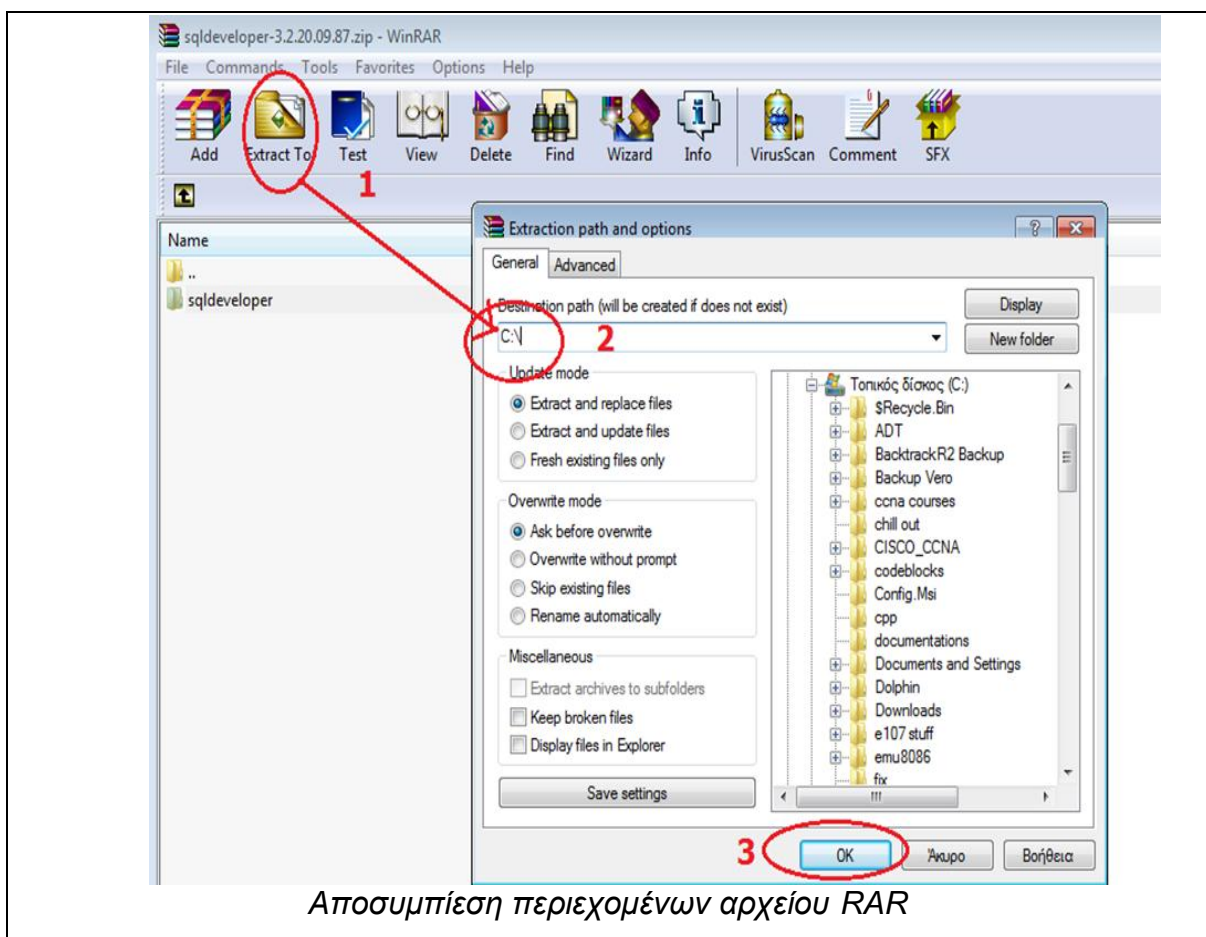 sqldeveloper-3.2.20.09.87.zip - WinRAR
File Commands Tools Favorites Options Help
Add Extract To Test View Delete Find Wizard Info VirusScan Comment SFX
1
Name
..
sqldeveloper
Extraction path and options
General Advanced
Destination path (will be created if does not exist)
Display
C:\
2
New folder
Update mode
Extract and replace files
Extract and update files
Fresh existing files only
Overwrite mode
Ask before overwrite
Overwrite without prompt
Skip existing files
Rename automatically
Miscellaneous
Extract archives to subfolders
Keep broken files
Display files in Explorer
Save settings
Τοπικός δίσκος (C:)
$Recycle.Bin
ADT
BacktrackR2 Backup
Backup Vero
ccna courses
chill out
CISCO_CCNA
codeblocks
Config.Msi
cpp
documentations
Documents and Settings
Dolphin
Downloads
e107 stuff
emu8086
fix
3
OK Άκυρο Βοήθεια
Αποσυμπίεση περιεχομένων αρχείου RAR